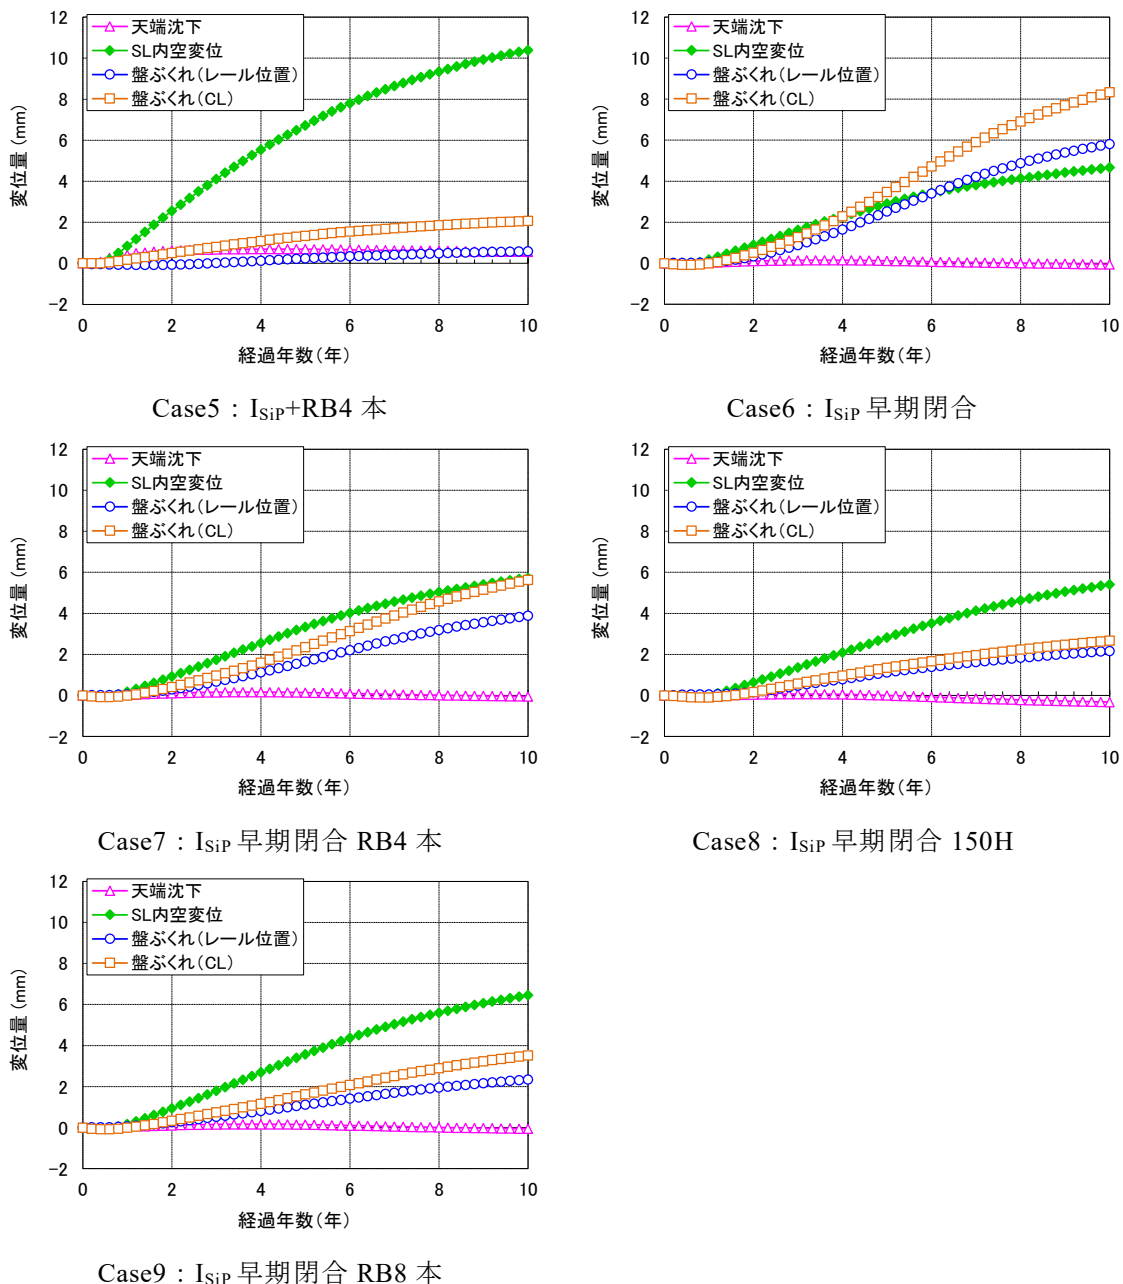 12
10
8
6
4
2
0
−2
変位量 (mm)
天端沈下
SL内空変位
盤ぶくれ(レール位置)
盤ぶくれ(CL)
0 2 4 6 8 10
経過年数(年)
Case5：ISiP+RB4 本
12
10
8
6
4
2
0
−2
変位量 (mm)
天端沈下
SL内空変位
盤ぶくれ(レール位置)
盤ぶくれ(CL)
0 2 4 6 8 10
経過年数(年)
Case6：ISiP 早期閉合
12
10
8
6
4
2
0
−2
変位量 (mm)
天端沈下
SL内空変位
盤ぶくれ(レール位置)
盤ぶくれ(CL)
0 2 4 6 8 10
経過年数(年)
Case7：ISiP 早期閉合 RB4 本
12
10
8
6
4
2
0
−2
変位量 (mm)
天端沈下
SL内空変位
盤ぶくれ(レール位置)
盤ぶくれ(CL)
0 2 4 6 8 10
経過年数(年)
Case8：ISiP 早期閉合 150H
12
10
8
6
4
2
0
−2
変位量 (mm)
天端沈下
SL内空変位
盤ぶくれ(レール位置)
盤ぶくれ(CL)
0 2 4 6 8 10
経過年数(年)
Case9：ISiP 早期閉合 RB8 本